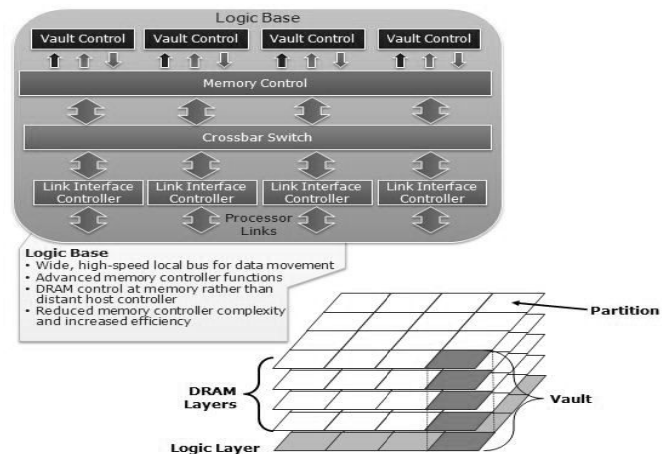 Logic Base
Vault Control Vault Control Vault Control Vault Control
Memory Control
Crossbar Switch
Link Interface Link Interface Link Interface Link Interface
Controller Controller Controller Controller
Processor
Links
Logic Base
• Wide, high-speed local bus for data movement
• Advanced memory controller functions
• DRAM control at memory rather than
distant host controller
• Reduced memory controller complexity
and increased efficiency
Partition
DRAM
Layers
Vault
Logic Layer